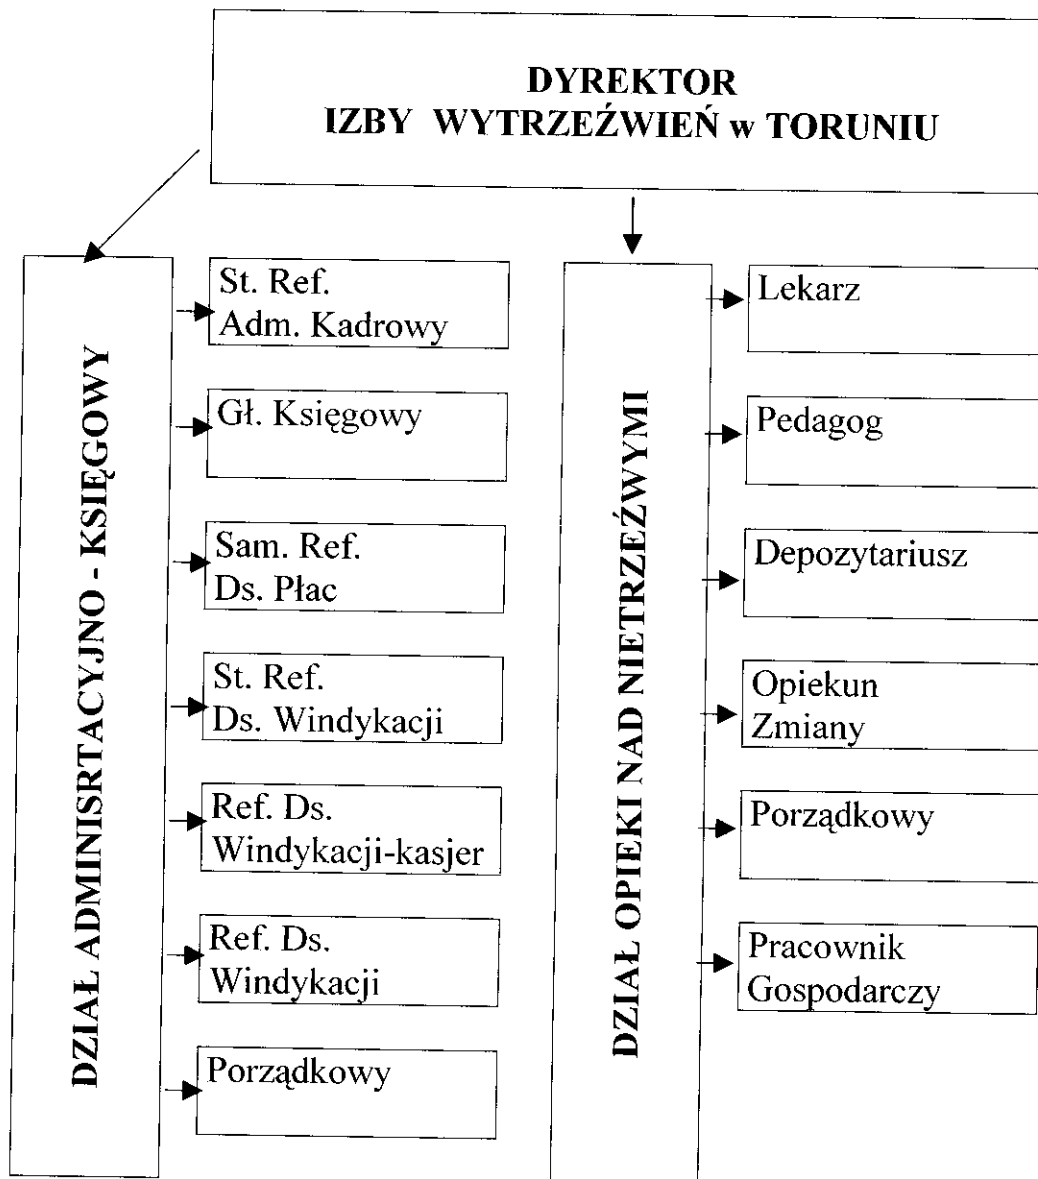 DYREKTOR
IZBY WYTRZEŹWIEŃ w TORUNIU
DZIAŁ ADMINISRTACYJNO - KSIĘGOWY
St. Ref.
Adm. Kadrowy
Gł. Księgowy
Sam. Ref.
Ds. Płac
St. Ref.
Ds. Windykacji
Ref. Ds.
Windykacji-kasjer
Ref. Ds.
Windykacji
Porządkowy
DZIAŁ OPIEKI NAD NIETRZEŹWYMI
Lekarz
Pedagog
Depozytariusz
Opiekun
Zmiany
Porządkowy
Pracownik
Gospodarczy